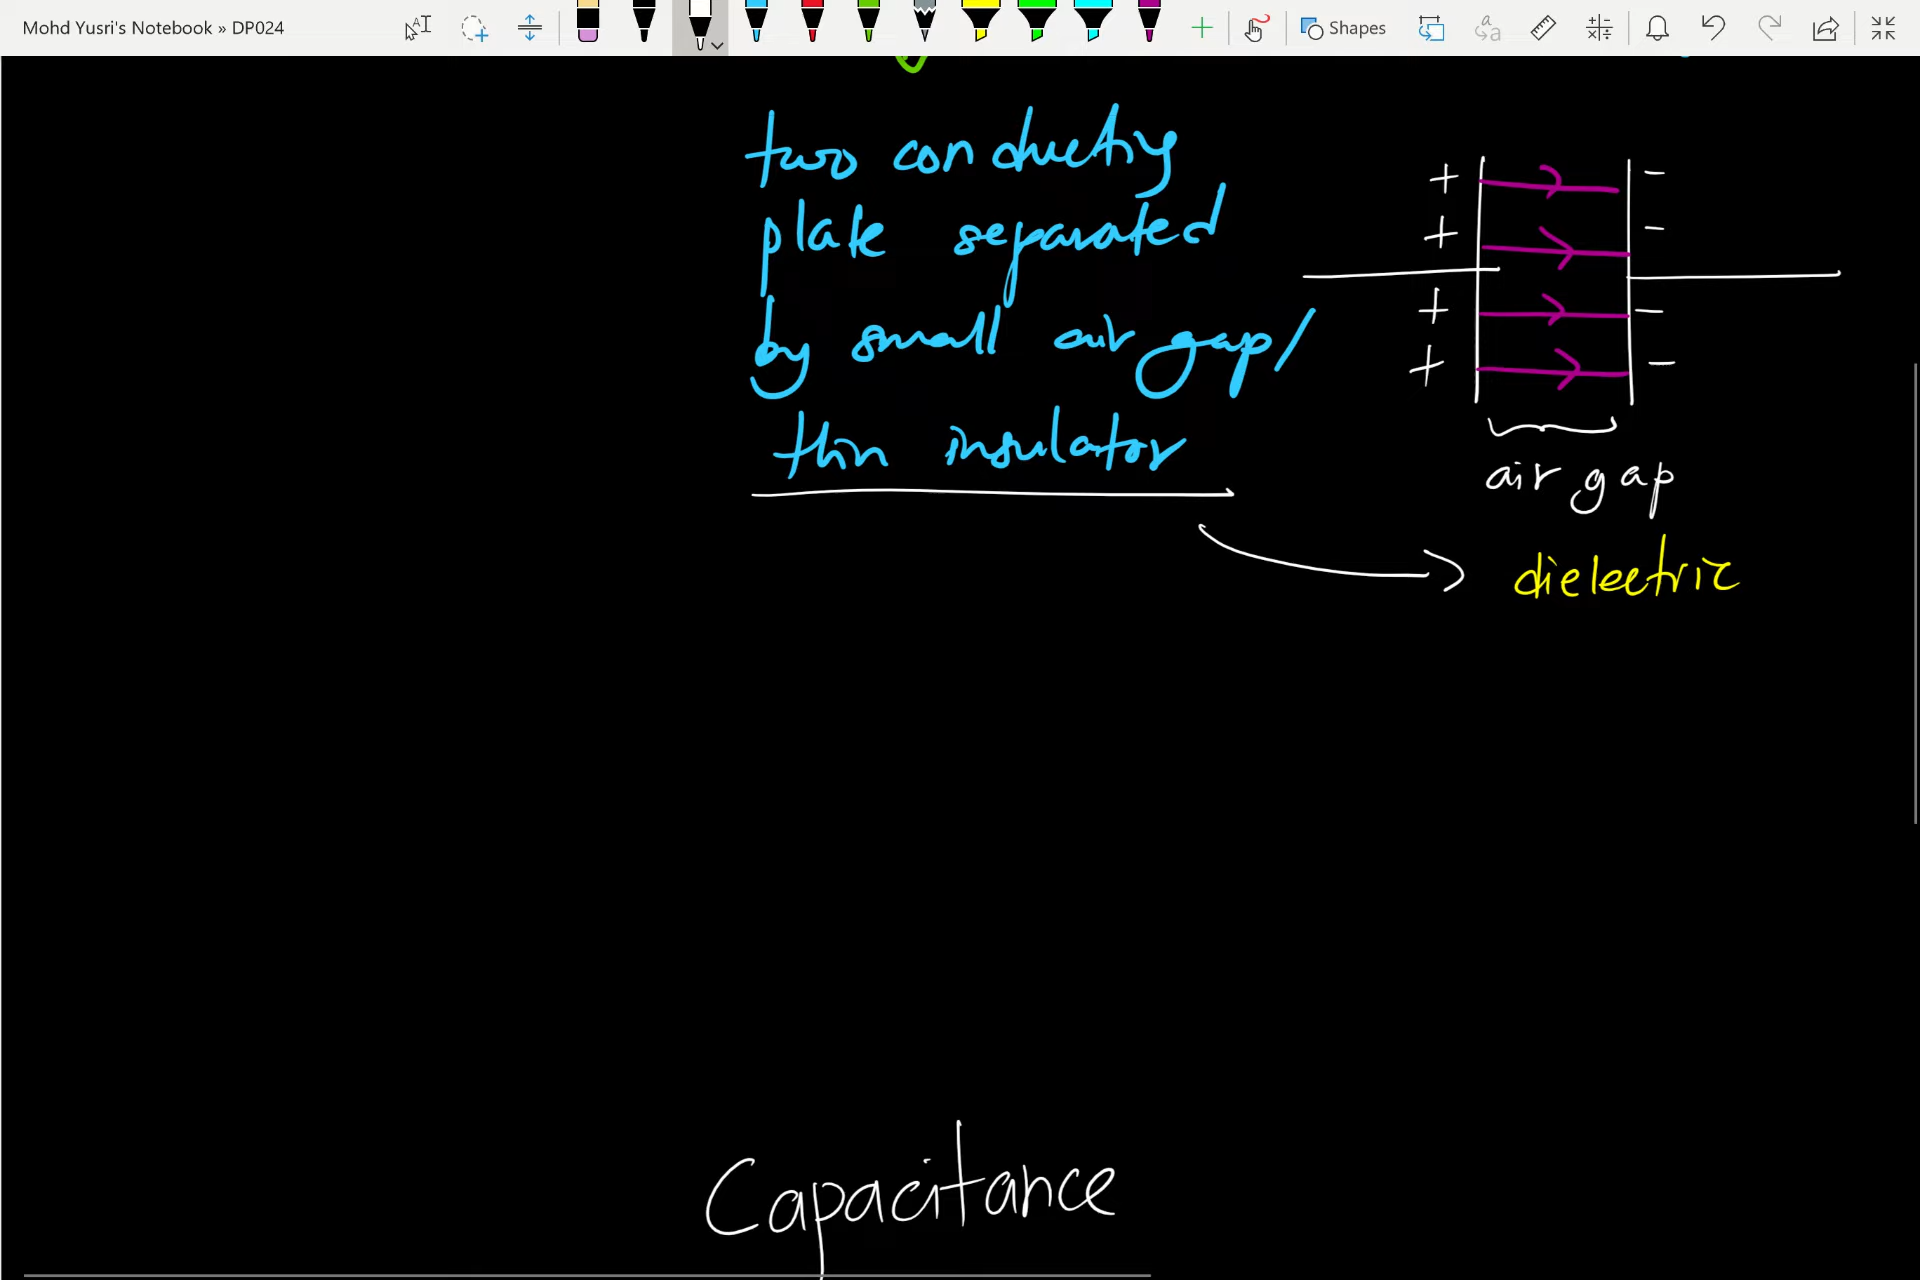 Mohd Yusri's Notebook » DP024
Shapes
two conducting
plate separated
by small air gap/
thin insulator
+ -
+ -
+ -
+ -
air gap
dielectric
Capacitance